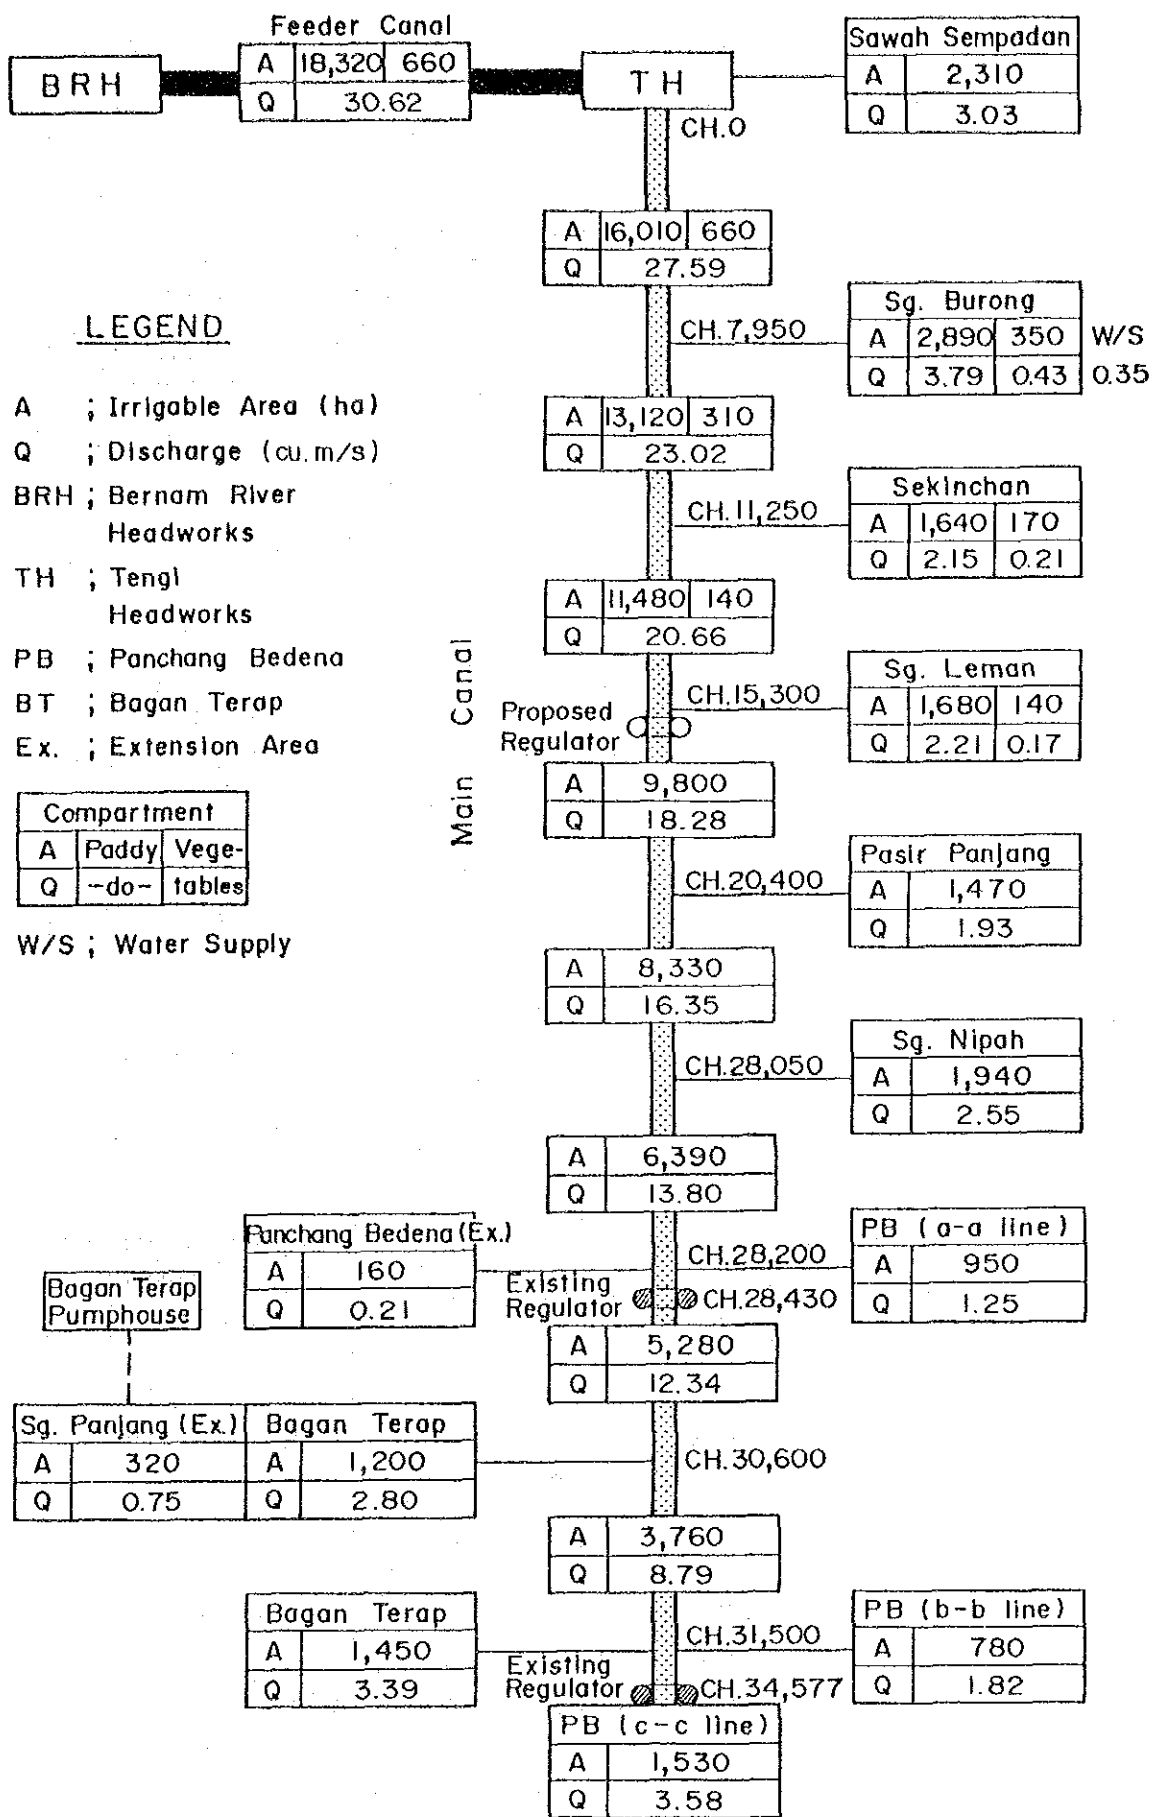 Feeder Canal
BRH
A 18,320 660
Q 30.62
TH
Sawah Sempadan
A 2,310
Q 3.03
CH.0
A 16,010 660
Q 27.59
CH.7,950
Sg. Burong
A 2,890 350 W/S
Q 3.79 0.43 0.35
LEGEND
A ; Irrigable Area (ha)
Q ; Discharge (cu.m/s)
BRH ; Bernam River
Headworks
TH ; Tengi
Headworks
PB ; Panchang Bedena
BT ; Bagan Terap
Ex. ; Extension Area
Compartment
A Paddy Vege-
Q -do- tables
W/S ; Water Supply
Main Canal
A 13,120 310
Q 23.02
CH.11,250
Sekinchan
A 1,640 170
Q 2.15 0.21
A 11,480 140
Q 20.66
CH.15,300
Sg. Leman
A 1,680 140
Q 2.21 0.17
Proposed
Regulator
A 9,800
Q 18.28
CH.20,400
Pasir Panjang
A 1,470
Q 1.93
A 8,330
Q 16.35
CH.28,050
Sg. Nipah
A 1,940
Q 2.55
A 6,390
Q 13.80
Panchang Bedena (Ex.)
A 160
Q 0.21
CH.28,200
PB (a-a line)
A 950
Q 1.25
Existing
Regulator
CH.28,430
Bagan Terap
Pumphouse
A 5,280
Q 12.34
Sg. Panjang (Ex.)
A 320
Q 0.75
Bagan Terap
A 1,200
Q 2.80
CH.30,600
A 3,760
Q 8.79
Bagan Terap
A 1,450
Q 3.39
CH.31,500
PB (b-b line)
A 780
Q 1.82
Existing
Regulator
CH.34,577
PB (c-c line)
A 1,530
Q 3.58